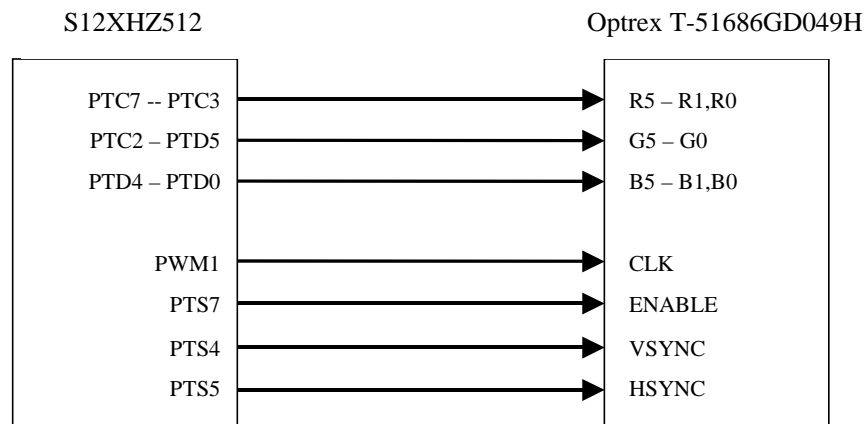 S12XHZ512 Optrex T-51686GD049H
PTC7 -- PTC3 R5 – R1,R0
PTC2 – PTD5 G5 – G0
PTD4 – PTD0 B5 – B1,B0
PWM1 CLK
PTS7 ENABLE
PTS4 VSYNC
PTS5 HSYNC